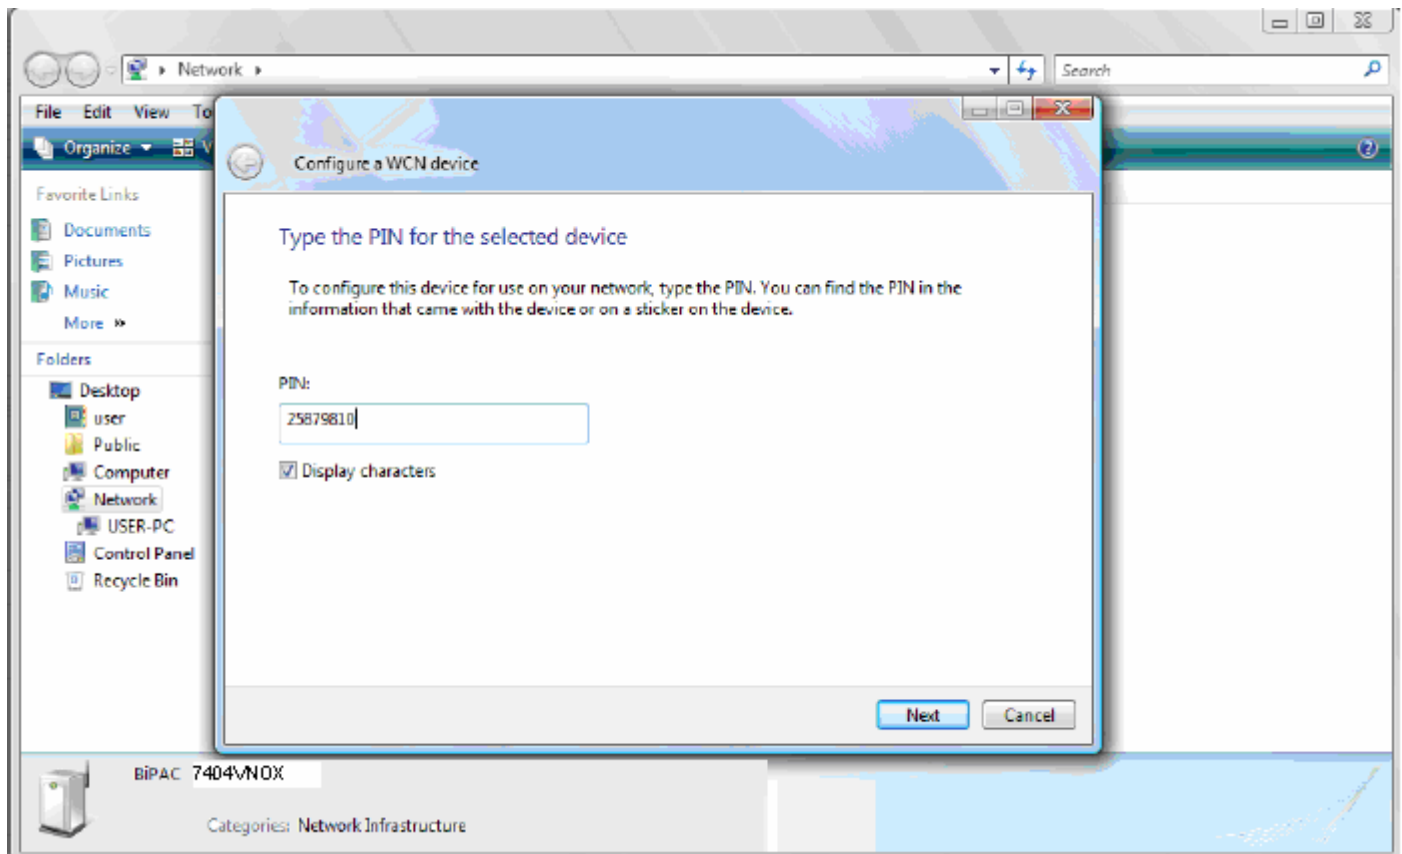 Network
Search
File Edit View To
Organize V
Configure a WCN device
Favorite Links
Documents
Pictures
Music
More »
Folders
Desktop
user
Public
Computer
Network
USER-PC
Control Panel
Recycle Bin
Type the PIN for the selected device
To configure this device for use on your network, type the PIN. You can find the PIN in the
information that came with the device or on a sticker on the device.
PIN:
25879810
Display characters
Next Cancel
BiPAC 7404VNOX
Categories: Network Infrastructure